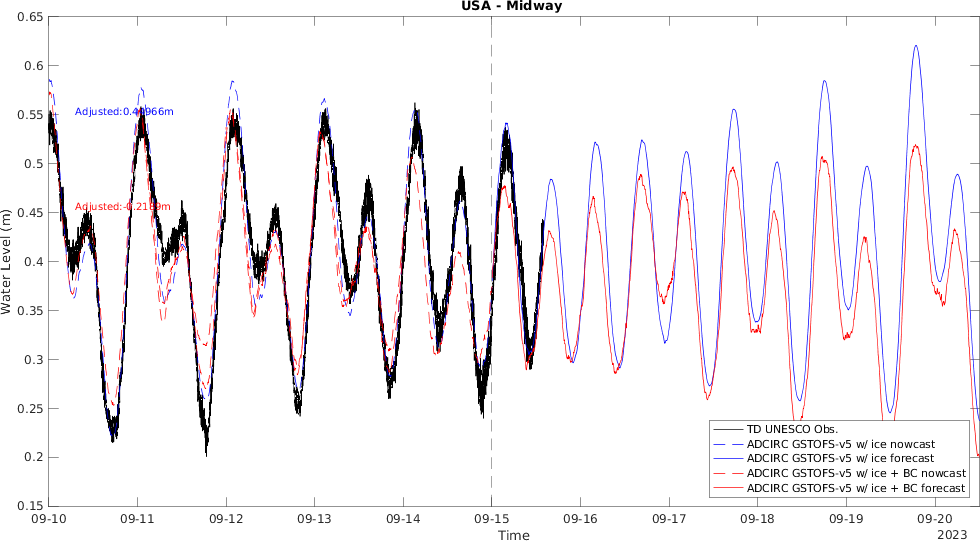 USA - Midway
0.65
0.6
0.55
0.5
0.45
0.4
0.35
0.3
0.25
0.2
0.15
Water Level (m)
Adjusted:
Adjusted:
TD UNESCO Obs.
ADCIRC GSTOFS-v5 w/ ice nowcast
ADCIRC GSTOFS-v5 w/ ice forecast
ADCIRC GSTOFS-v5 w/ ice + BC nowcast
ADCIRC GSTOFS-v5 w/ ice + BC forecast
09-10 09-11 09-12 09-13 09-14 09-15 09-16 09-17 09-18 09-19 09-20
2023
Time